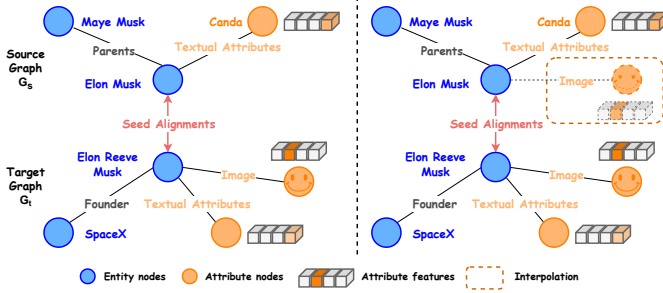 Maye Musk
Canda
Parents
Textual Attributes
Source
Graph
Gs
Elon Musk
Seed Alignments
Elon Reeve
Musk
Target
Graph
Gt
Image
Founder
Textual Attributes
SpaceX
Maye Musk
Canda
Parents
Textual Attributes
Elon Musk
Image
Seed Alignments
Elon Reeve
Musk
Image
Founder
Textual Attributes
SpaceX
Entity nodes
Attribute nodes
Attribute features
Interpolation